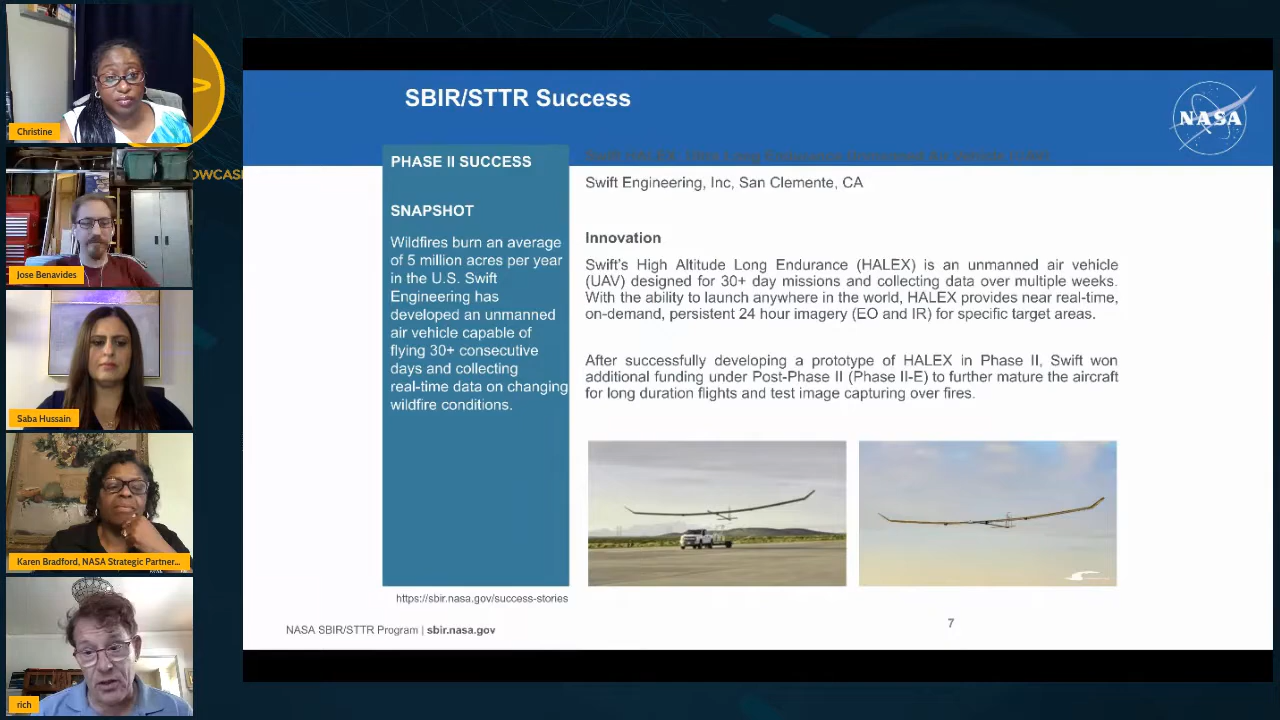 Christine
OWCASE
Jose Benavides
Saba Hussain
Karen Bradford, NASA Strategic Partner...
rich
SBIR/STTR Success
NASA
PHASE II SUCCESS
SNAPSHOT
Wildfires burn an average
of 5 million acres per year
in the U.S. Swift
Engineering has
developed an unmanned
air vehicle capable of
flying 30+ consecutive
days and collecting
real-time data on changing
wildfire conditions.
Swift Engineering, Inc, San Clemente, CA
Innovation
Swift's High Altitude Long Endurance (HALEX) is an unmanned air vehicle
(UAV) designed for 30+ day missions and collecting data over multiple weeks.
With the ability to launch anywhere in the world, HALEX provides near real-time,
on-demand, persistent 24 hour imagery (EO and IR) for specific target areas.
After successfully developing a prototype of HALEX in Phase II, Swift won
additional funding under Post-Phase II (Phase II-E) to further mature the aircraft
for long duration flights and test image capturing over fires.
https://sbir.nasa.gov/success-stories
NASA SBIR/STTR Program | sbir.nasa.gov
7